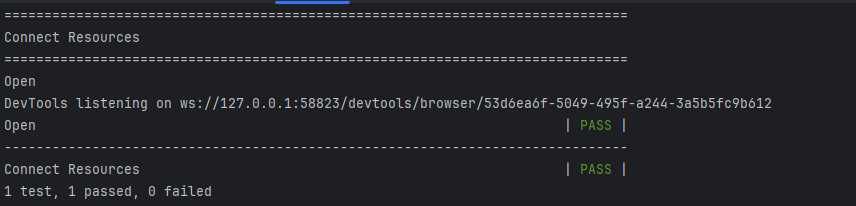 ==============================================================================
Connect Resources
==============================================================================
Open
DevTools listening on ws://127.0.0.1:58823/devtools/browser/53d6ea6f-5049-495f-a244-3a5b5fc9b612
Open | PASS |
------------------------------------------------------------------------------
Connect Resources | PASS |
1 test, 1 passed, 0 failed